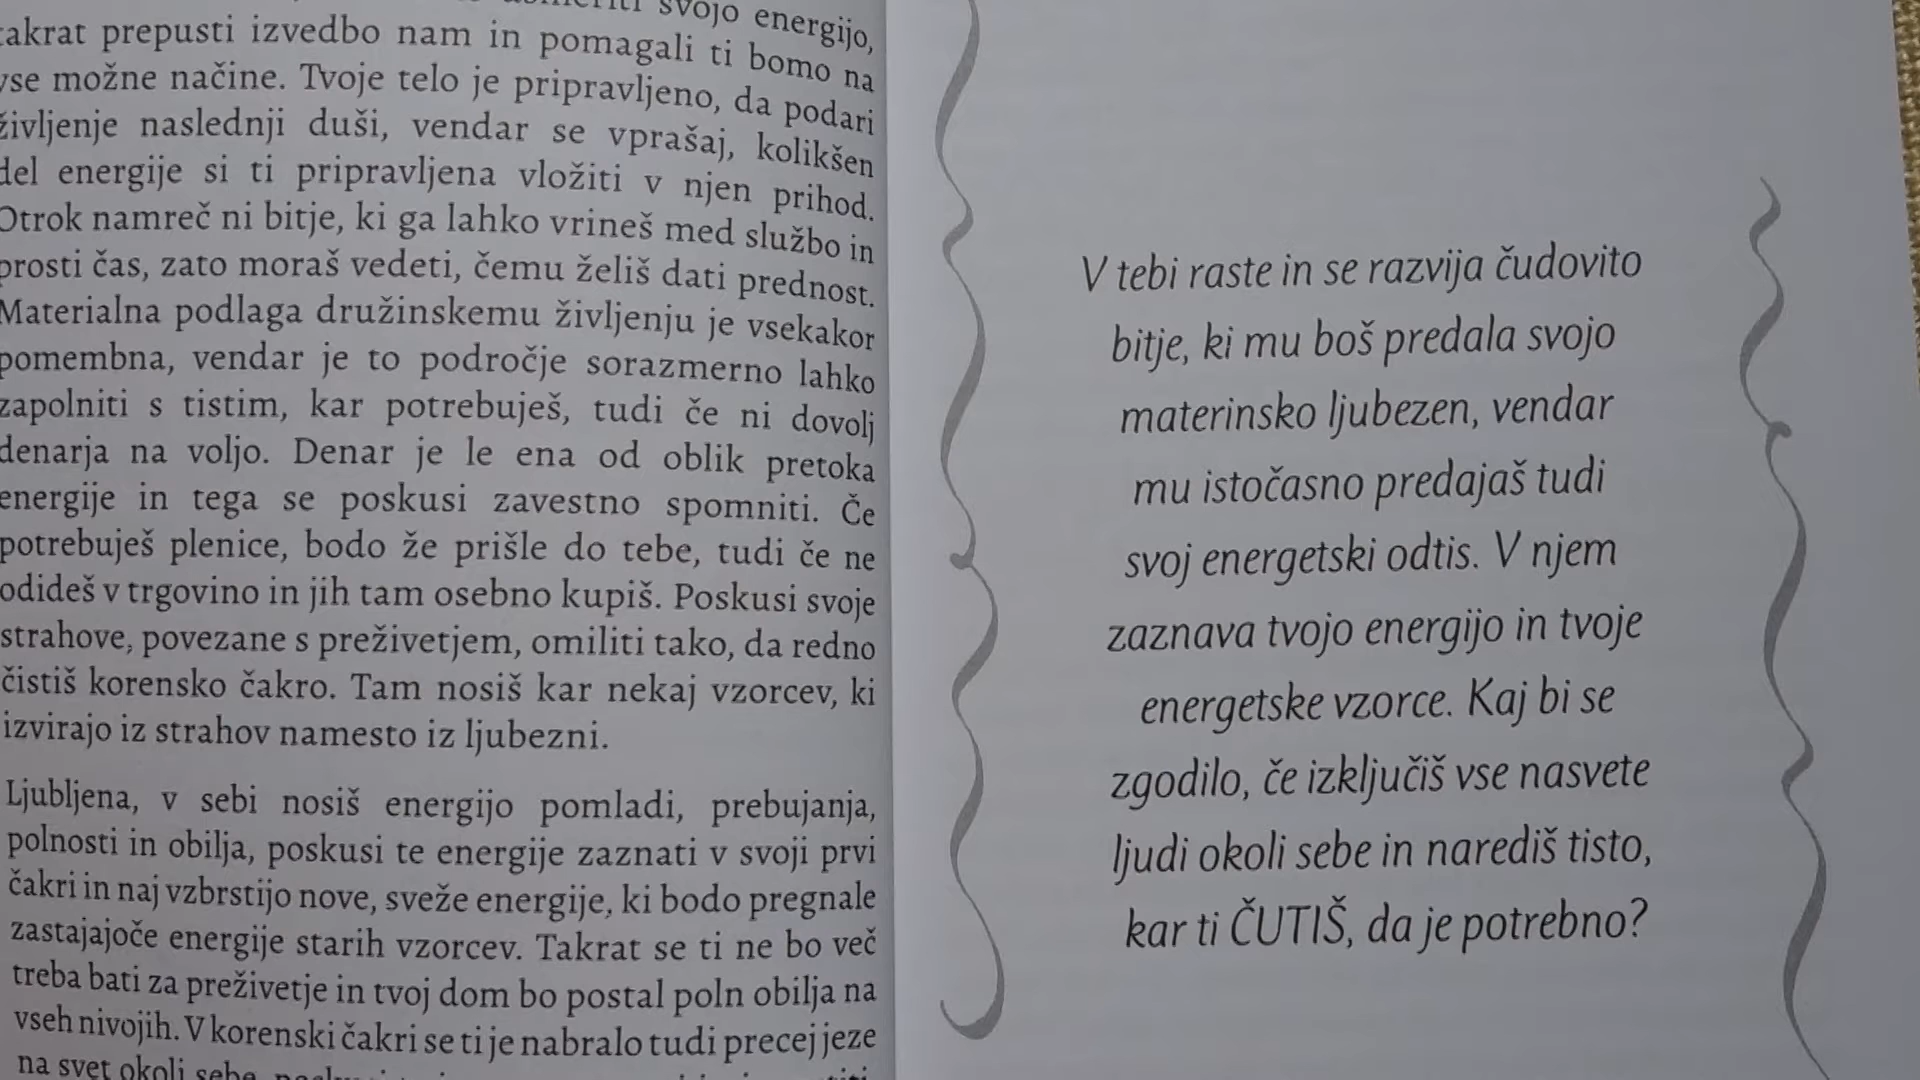 svojo energijo,
takrat prepusti izvedbo nam in pomagali ti bomo na
vse možne načine. Tvoje telo je pripravljeno, da podari
življenje naslednji duši, vendar se vprašaj, kolikšen
del energije si ti pripravljena vložiti v njen prihod.
Otrok namreč ni bitje, ki ga lahko vrineš med službo in
prosti čas, zato moraš vedeti, čemu želiš dati prednost.
Materialna podlaga družinskemu življenju je vsekakor
pomembna, vendar je to področje sorazmerno lahko
zapolniti s tistim, kar potrebuješ, tudi če ni dovolj
denarja na voljo. Denar je le ena od oblik pretoka
energije in tega se poskusi zavestno spomniti. Če
potrebuješ plenice, bodo že prišle do tebe, tudi če ne
odideš v trgovino in jih tam osebno kupiš. Poskusi svoje
strahove, povezane s preživetjem, omiliti tako, da redno
čistiš korensko čakro. Tam nosiš kar nekaj vzorcev, ki
izvirajo iz strahov namesto iz ljubezni.
Ljubljena, v sebi nosiš energijo pomladi, prebujanja,
polnosti in obilja, poskusi te energije zaznati v svoji prvi
čakri in naj vzbrstijo nove, sveže energije, ki bodo pregnale
zastajajoče energije starih vzorcev. Takrat se ti ne bo več
treba bati za preživetje in tvoj dom bo postal poln obilja na
vseh nivojih. V korenski čakri se ti je nabralo tudi precej jeze
na svet okoli sebe
V tebi raste in se razvija čudovito
bitje, ki mu boš predala svojo
materinsko ljubezen, vendar
mu istočasno predajaš tudi
svoj energetski odtis. V njem
zaznava tvojo energijo in tvoje
energetske vzorce. Kaj bi se
zgodilo, če izključiš vse nasvete
ljudi okoli sebe in narediš tisto,
kar ti ČUTIŠ, da je potrebno?